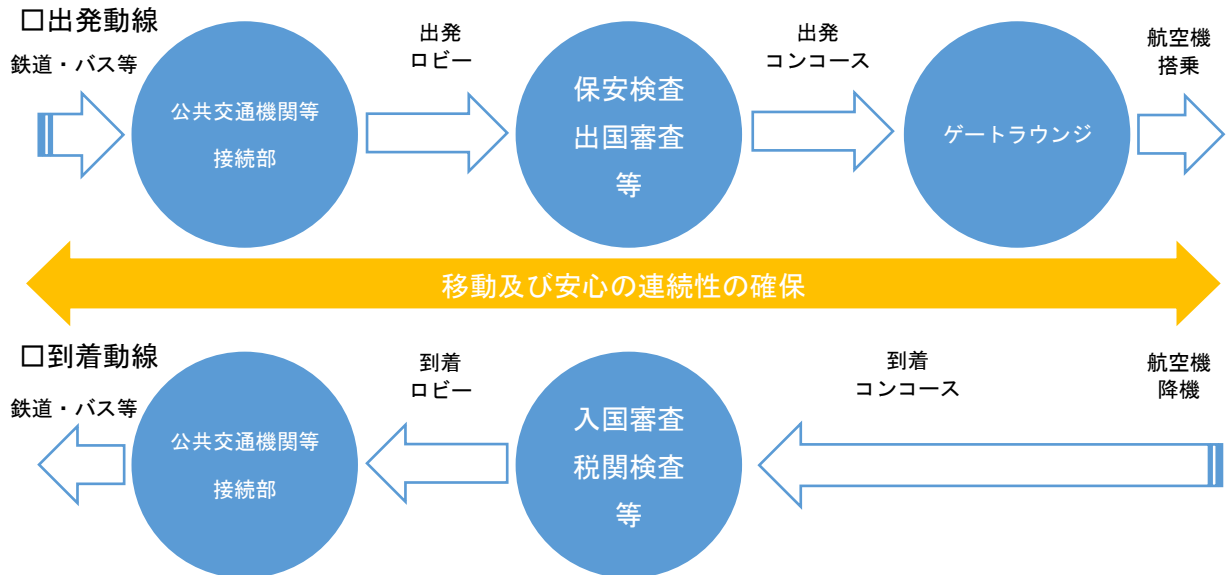 □出発動線
鉄道・バス等
公共交通機関等
接続部
出発
ロビー
保安検査
出国審査
等
出発
コンコース
ゲートラウンジ
航空機
搭乗
移動及び安心の連続性の確保
□到着動線
鉄道・バス等
公共交通機関等
接続部
到着
ロビー
入国審査
税関検査
等
到着
コンコース
航空機
降機